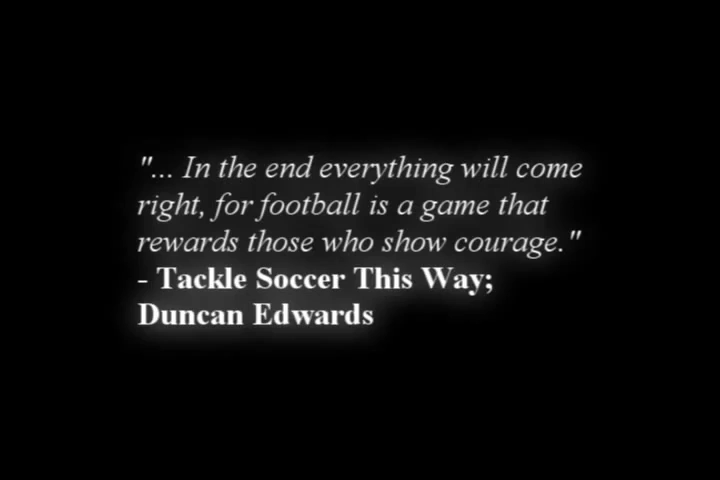 "... In the end everything will come
right, for football is a game that
rewards those who show courage."
- Tackle Soccer This Way;
Duncan Edwards